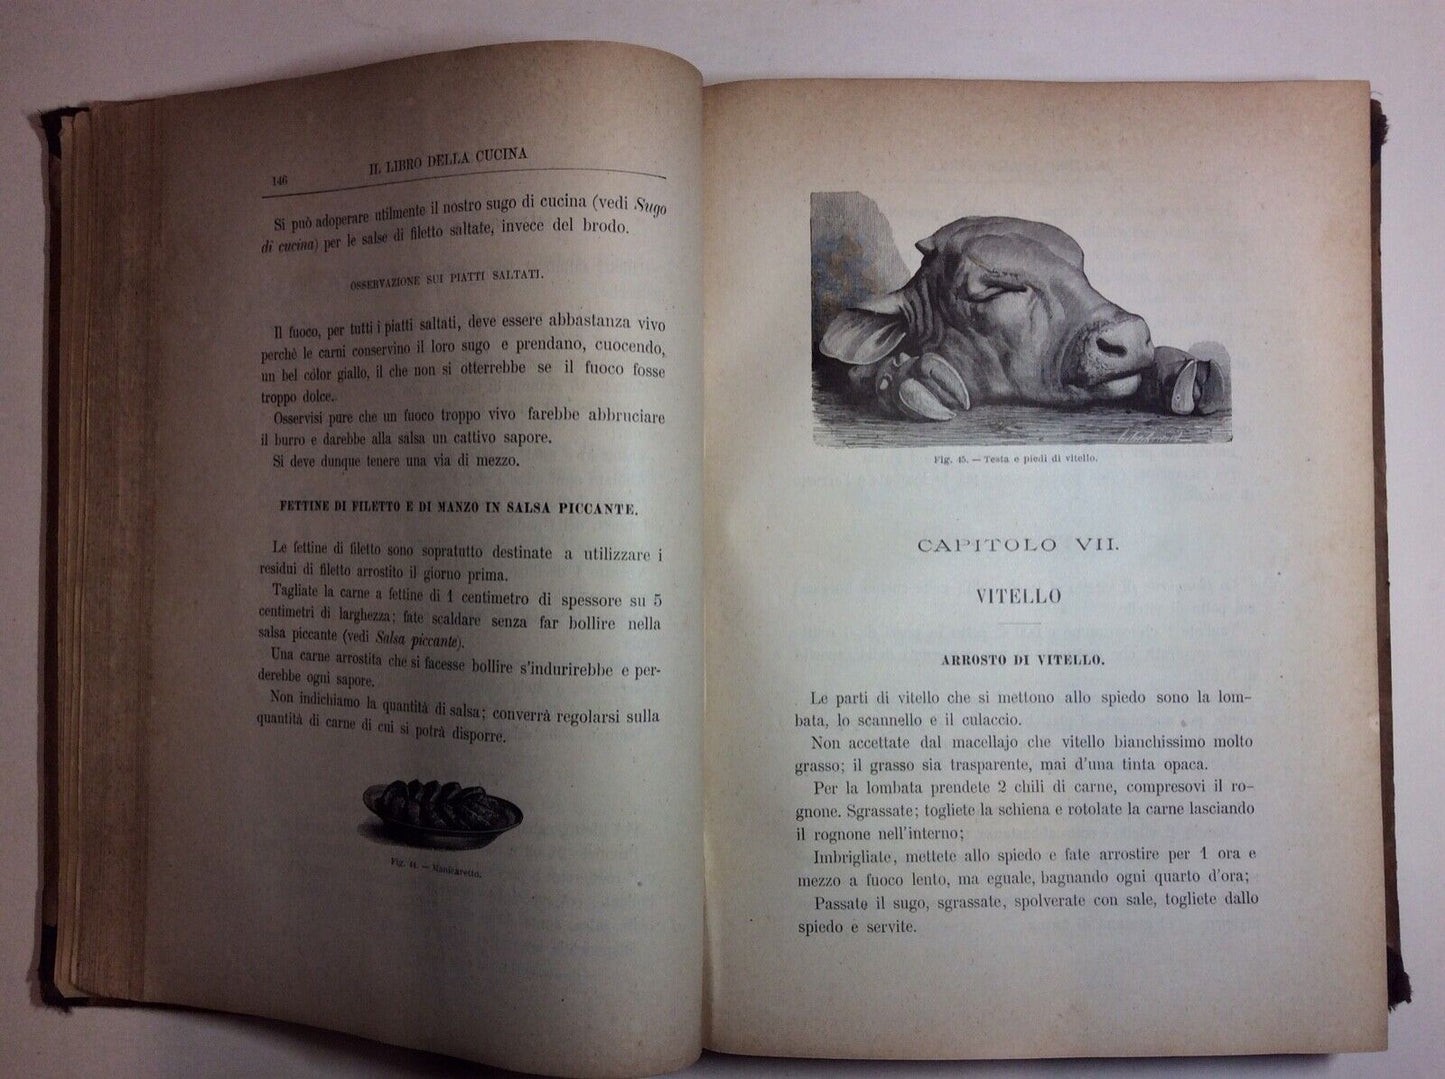 146
IL LIBRO DELLA CUCINA
Si può adoperare utilmente il nostro sugo di cucina (vedi Sugo
di cucina) per le salse di filetto saltate, invece del brodo.
OSSERVAZIONE SUI PIATTI SALTATI.
Il fuoco, per tutti i piatti saltati, deve essere abbastanza vivo
perchè le carni conservino il loro sugo e prendano, cuocendo,
un bel color giallo, il che non si otterrebbe se il fuoco fosse
troppo dolce.
Osservisi pure che un fuoco troppo vivo farebbe abbruciare
il burro e darebbe alla salsa un cattivo sapore.
Si deve dunque tenere una via di mezzo.
FETTINE DI FILETTO E DI MANZO IN SALSA PICCANTE.
Le fettine di filetto sono sopratutto destinate a utilizzare i
residui di filetto arrostito il giorno prima.
Tagliate la carne a fettine di 1 centimetro di spessore su 5
centimetri di larghezza; fate scaldare senza far bollire nella
salsa piccante (vedi Salsa piccante).
Una carne arrostita che si facesse bollire s'indurirebbe e per-
derebbe ogni sapore.
Non indichiamo la quantità di salsa; converrà regolarsi sulla
quantità di carne di cui si potrà disporre.
Fig. 44. — Manicaretto.
Fig. 45. — Testa e piedi di vitello.
CAPITOLO VII.
VITELLO
ARROSTO DI VITELLO.
Le parti di vitello che si mettono allo spiedo sono la lom-
bata, lo scannello e il culaccio.
Non accettate dal macellajo che vitello bianchissimo molto
grasso; il grasso sia trasparente, mai d'una tinta opaca.
Per la lombata prendete 2 chili di carne, compresovi il ro-
gnone. Sgrassate; togliete la schiena e rotolate la carne lasciando
il rognone nell'interno;
Imbrigliate, mettete allo spiedo e fate arrostire per 1 ora e
mezzo a fuoco lento, ma eguale, bagnando ogni quarto d'ora;
Passate il sugo, sgrassate, spolverate con sale, togliete dallo
spiedo e servite.